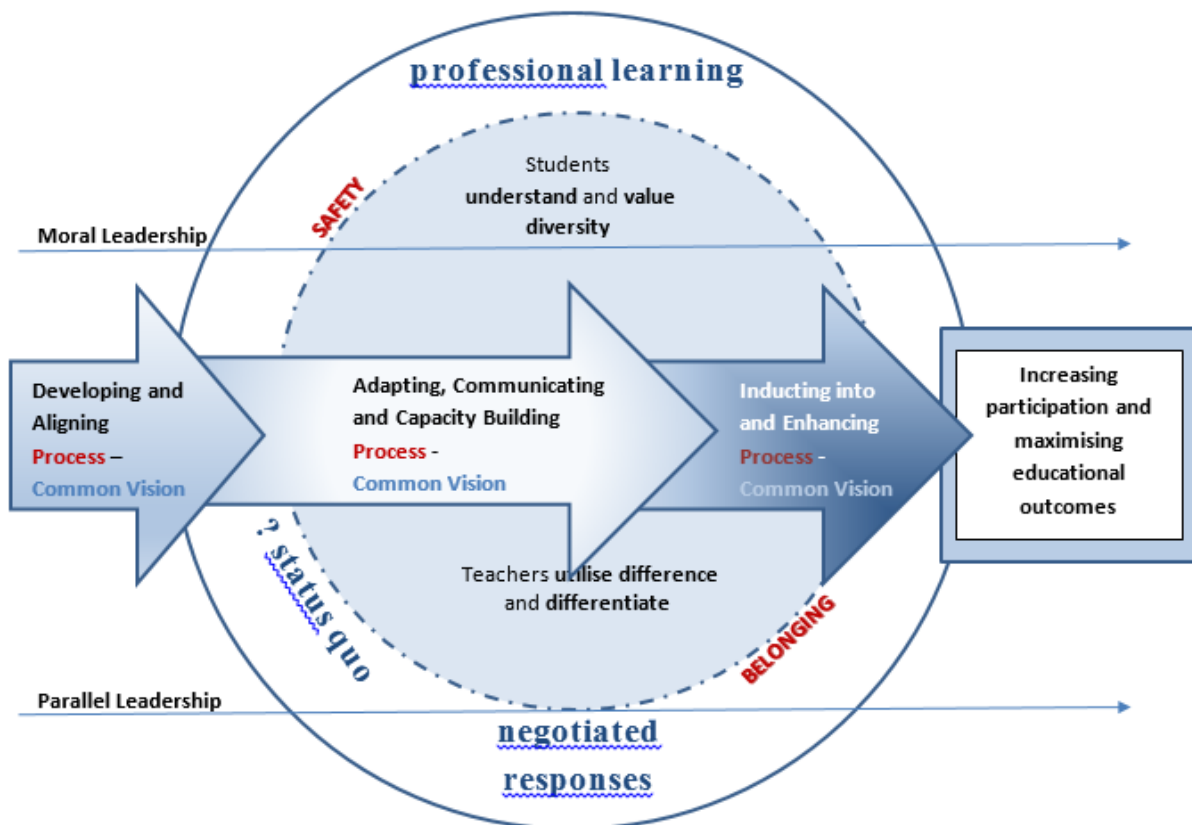 professional learning
Students
understand and value
diversity
SAFETY
Moral Leadership
Developing and
Aligning
Process –
Common Vision
Adapting, Communicating
and Capacity Building
Process -
Common Vision
Inducting into
and Enhancing
Process -
Common Vision
Increasing
participation and
maximising
educational
outcomes
? status quo
Teachers utilise difference
and differentiate
BELONGING
Parallel Leadership
negotiated
responses